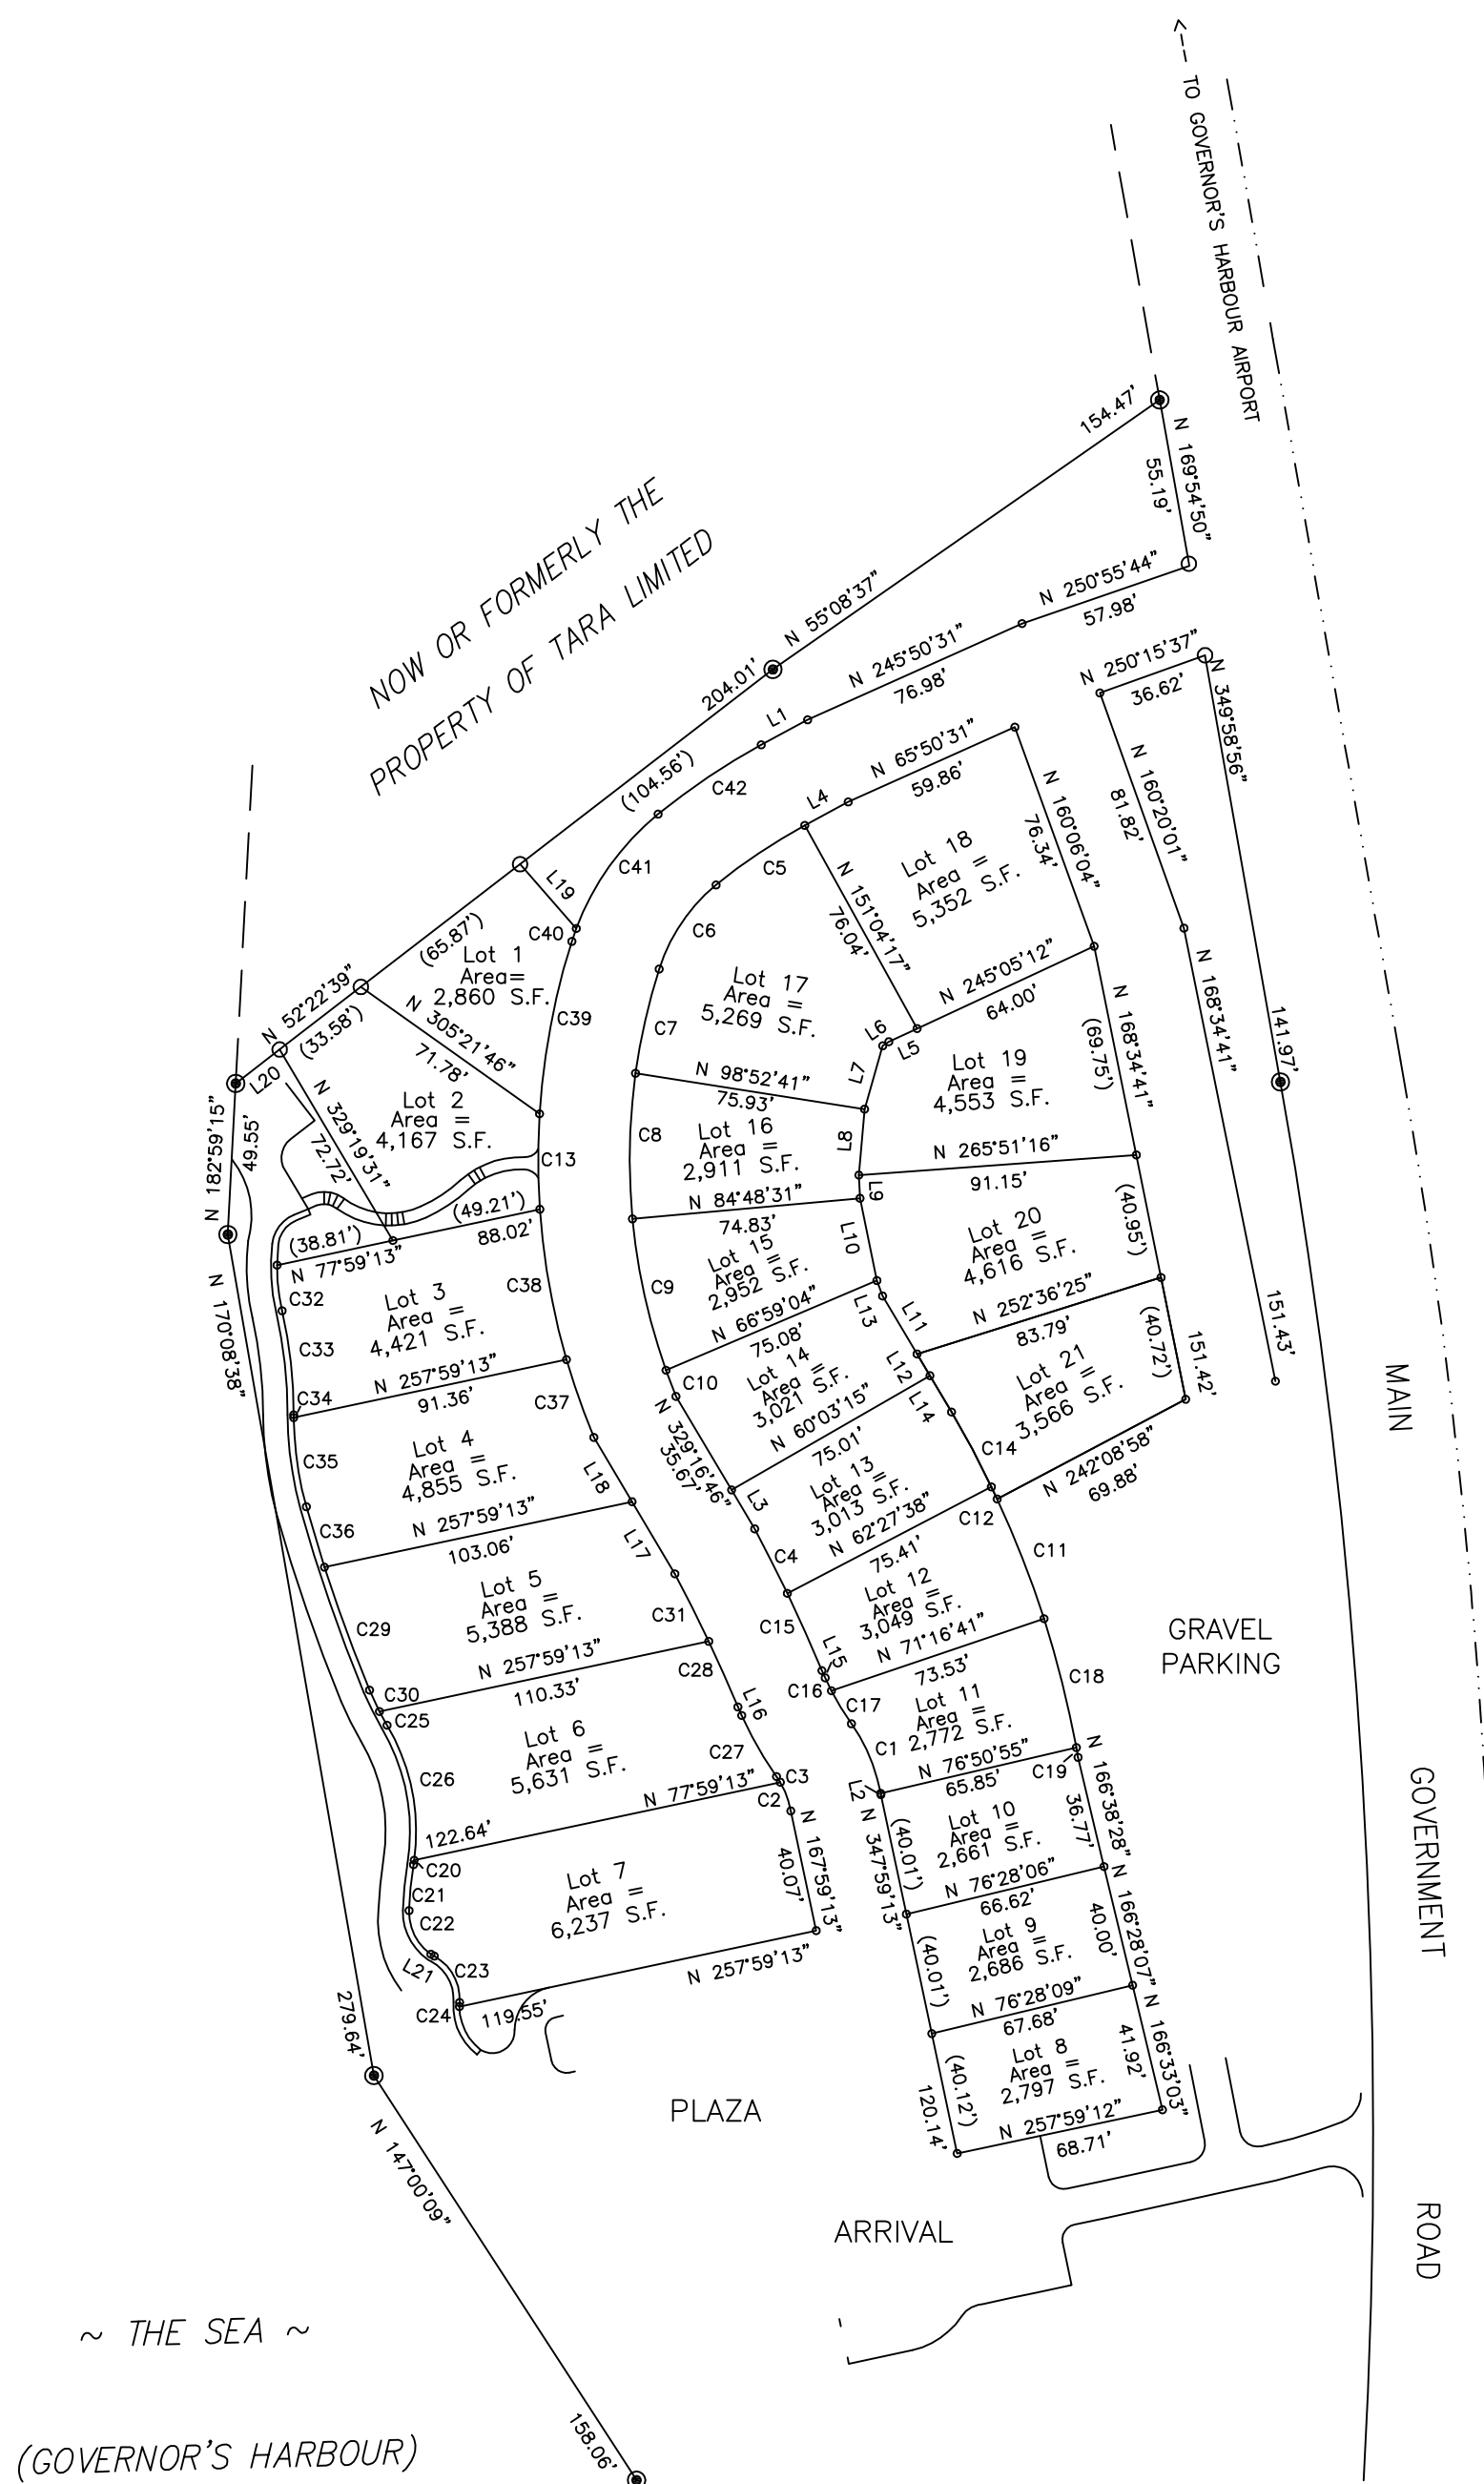 <-- TO GOVERNOR'S HARBOUR AIRPORT
154.47'
N 169°54'50"
55.19'
NOW OR FORMERLY THE
PROPERTY OF TARA LIMITED
N 55°08'37"
204.01'
N 250°55'44"
57.98'
N 245°50'31"
76.98'
L1
N 250°15'37"
36.62'
N 349°58'56"
141.97'
(104.56')
C42
L4
N 65°50'31"
59.86'
N 160°06'04"
76.34'
N 160°20'01"
81.82'
C41
C5
L19
C6
N 151°04'17"
76.04'
Lot 18
Area =
5,352 S.F.
(65.87')
C40
Lot 1
Area=
2,860 S.F.
N 52°22'39"
(33.58')
N 305°21'46"
71.78'
C39
C7
Lot 17
Area =
5,269 S.F.
N 245°05'12"
64.00'
L6
L5
L7
N 168°34'41"
(69.75')
N 168°34'41"
151.43'
L20
N 182°59'15"
49.55'
N 329°19'31"
72.72'
Lot 2
Area =
4,167 S.F.
N 98°52'41"
75.93'
Lot 19
Area =
4,553 S.F.
C8
Lot 16
Area =
2,911 S.F.
L8
C13
N 265°51'16"
91.15'
L9
N 84°48'31"
74.83'
(38.81')
(49.21')
N 77°59'13"
88.02'
(40.95')
L10
Lot 20
Area =
4,616 S.F.
N 170°08'38"
279.64'
C32
C38
Lot 3
Area =
4,421 S.F.
C33
C9
Lot 15
Area =
2,952 S.F.
N 66°59'04"
75.08'
L13
L11
N 252°36'25"
83.79'
(40.72')
151.42'
MAIN
C34
N 257°59'13"
91.36'
C37
C10
Lot 14
Area =
3,021 S.F.
L12
Lot 21
Area =
3,566 S.F.
N 329°16'46"
35.67'
N 60°03'15"
75.01'
L14
C14
C35
Lot 4
Area =
4,855 S.F.
L18
N 242°08'58"
69.88'
L3
Lot 13
Area =
3,013 S.F.
C12
C36
N 257°59'13"
103.06'
L17
C4
N 62°27'38"
75.41'
C11
Lot 5
Area =
5,388 S.F.
C29
C31
C15
Lot 12
Area =
3,049 S.F.
GRAVEL
PARKING
L15
N 71°16'41"
73.53'
N 257°59'13"
110.33'
C30
C28
C16
C18
C25
L16
C17
Lot 11
Area =
2,772 S.F.
C1
Lot 6
Area =
5,631 S.F.
C27
C26
N 76°50'55"
65.85'
C19
N 77°59'13"
122.64'
C3
C2
L2
N 166°38'28"
36.77'
GOVERNMENT
N 167°59'13"
40.07'
N 347°59'13"
120.14'
(40.01')
Lot 10
Area =
2,661 S.F.
C20
C21
C22
Lot 7
Area =
6,237 S.F.
N 76°28'06"
66.62'
N 166°28'07"
40.00'
L21
C23
C24
N 257°59'13"
119.55'
(40.01')
Lot 9
Area =
2,686 S.F.
N 76°28'09"
67.68'
N 166°33'03"
41.92'
(40.12')
Lot 8
Area =
2,797 S.F.
N 257°59'12"
68.71'
PLAZA
N 147°00'09"
158.06'
ARRIVAL
ROAD
~ THE SEA ~
(GOVERNOR'S HARBOUR)